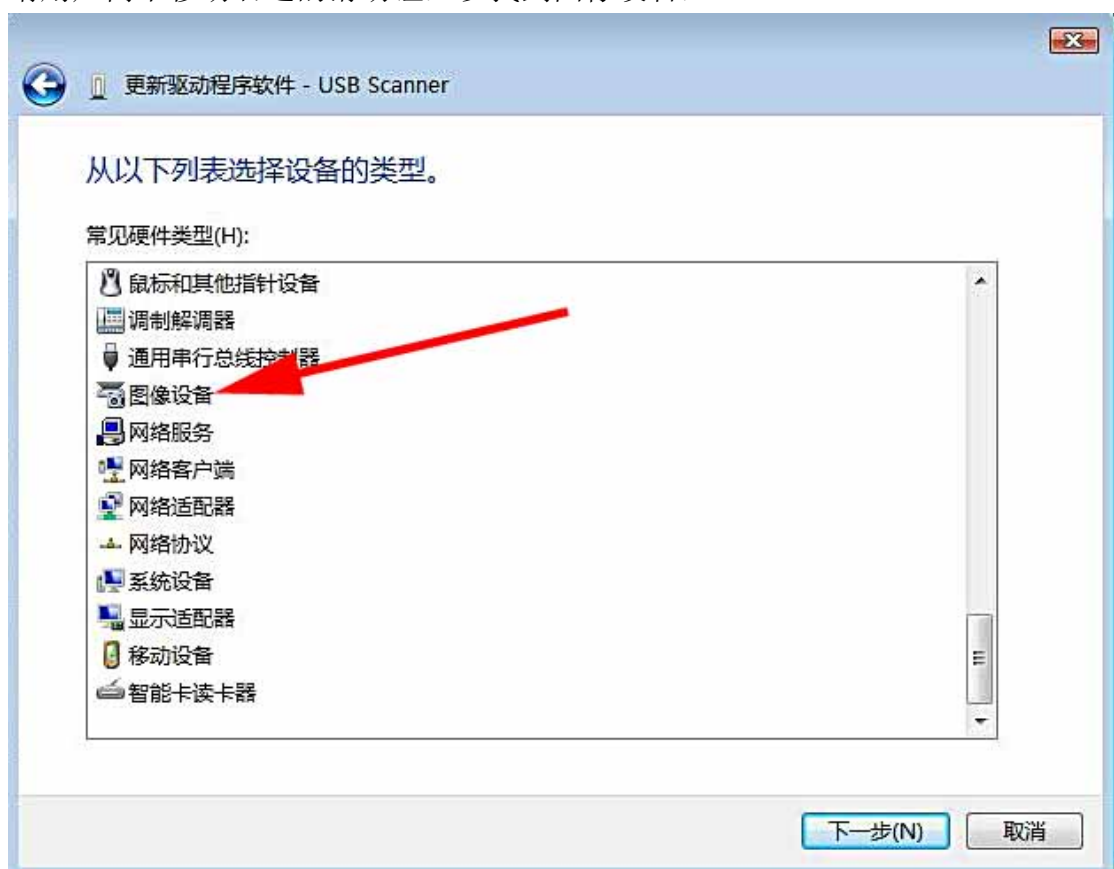 更新驱动程序软件 - USB Scanner
从以下列表选择设备的类型。
常见硬件类型(H):
鼠标和其他指针设备
调制解调器
通用串行总线控制器
图像设备
网络服务
网络客户端
网络适配器
网络协议
系统设备
显示适配器
移动设备
智能卡读卡器
下一步(N)
取消